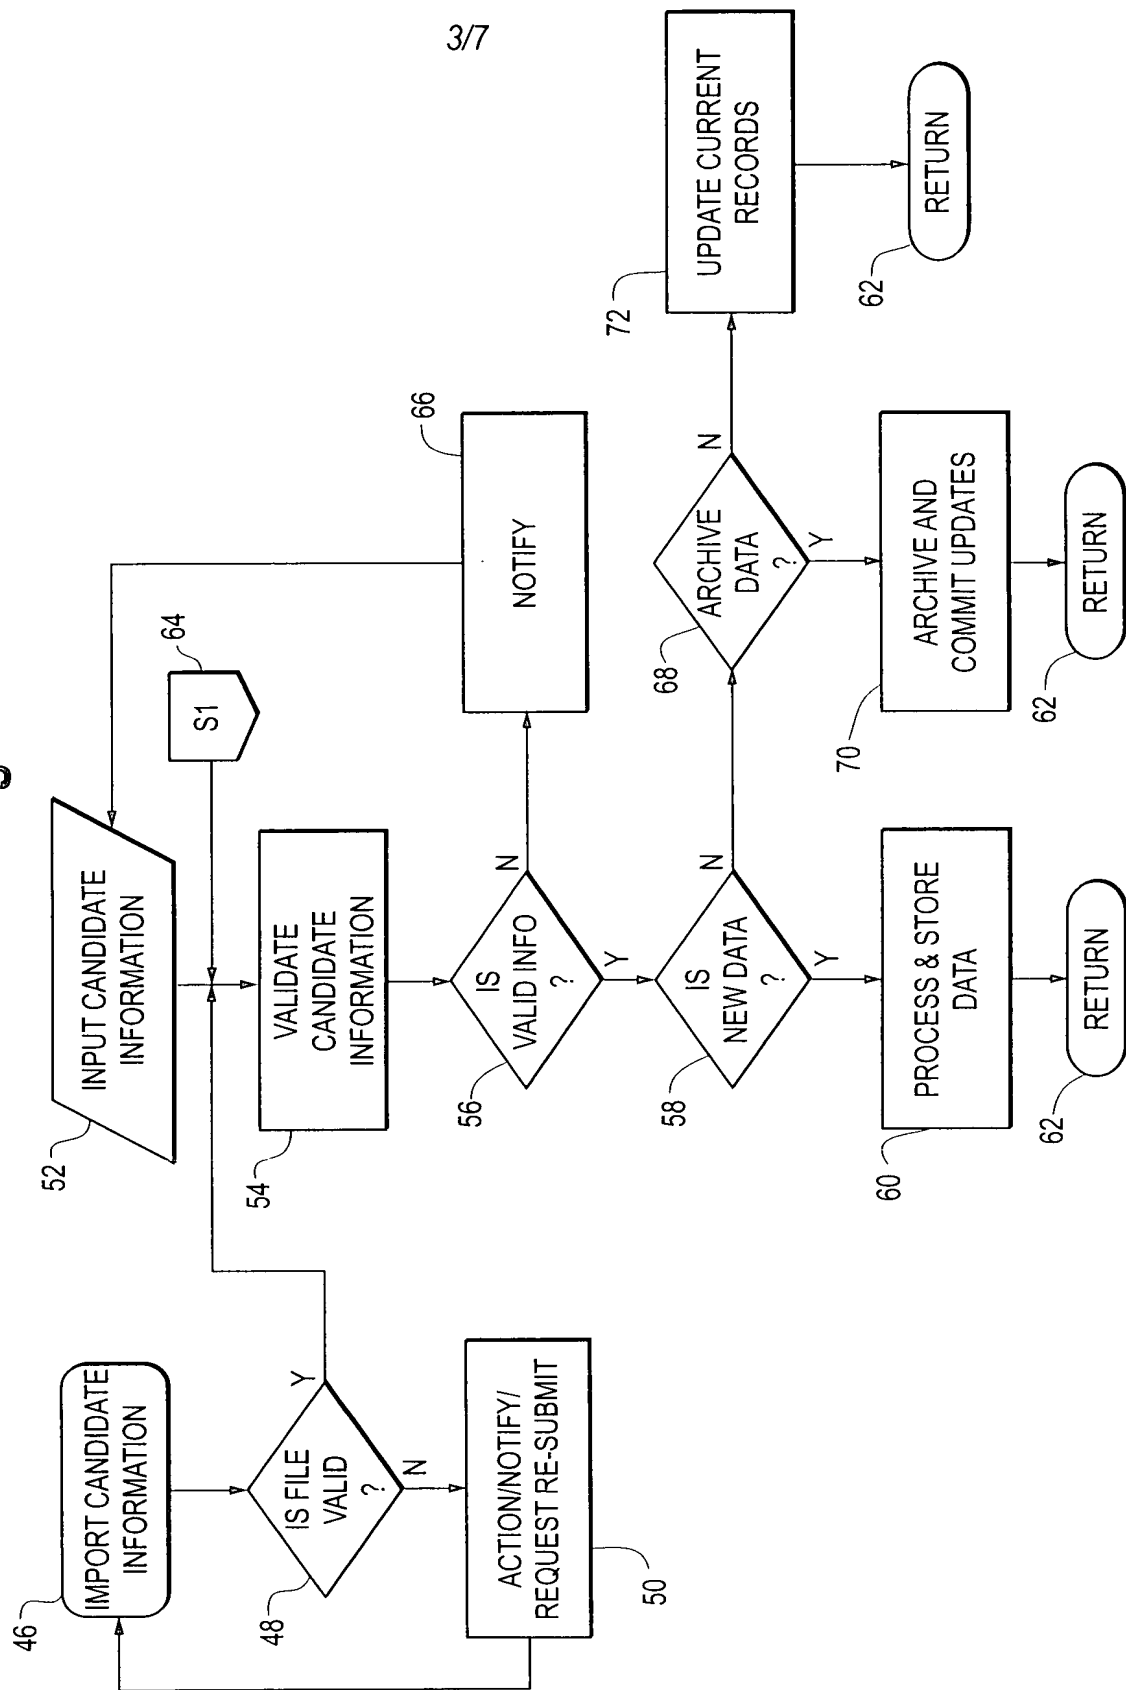 3/7
46
IMPORT CANDIDATE
INFORMATION
48
IS FILE
VALID
?
Y
N
50
ACTION/NOTIFY/
REQUEST RE-SUBMIT
52
INPUT CANDIDATE
INFORMATION
64
S1
54
VALIDATE
CANDIDATE
INFORMATION
56
IS
VALID INFO
?
N
Y
66
NOTIFY
58
IS
NEW DATA
?
N
Y
60
PROCESS & STORE
DATA
62
RETURN
68
ARCHIVE
DATA
?
N
Y
70
ARCHIVE AND
COMMIT UPDATES
62
RETURN
72
UPDATE CURRENT
RECORDS
62
RETURN